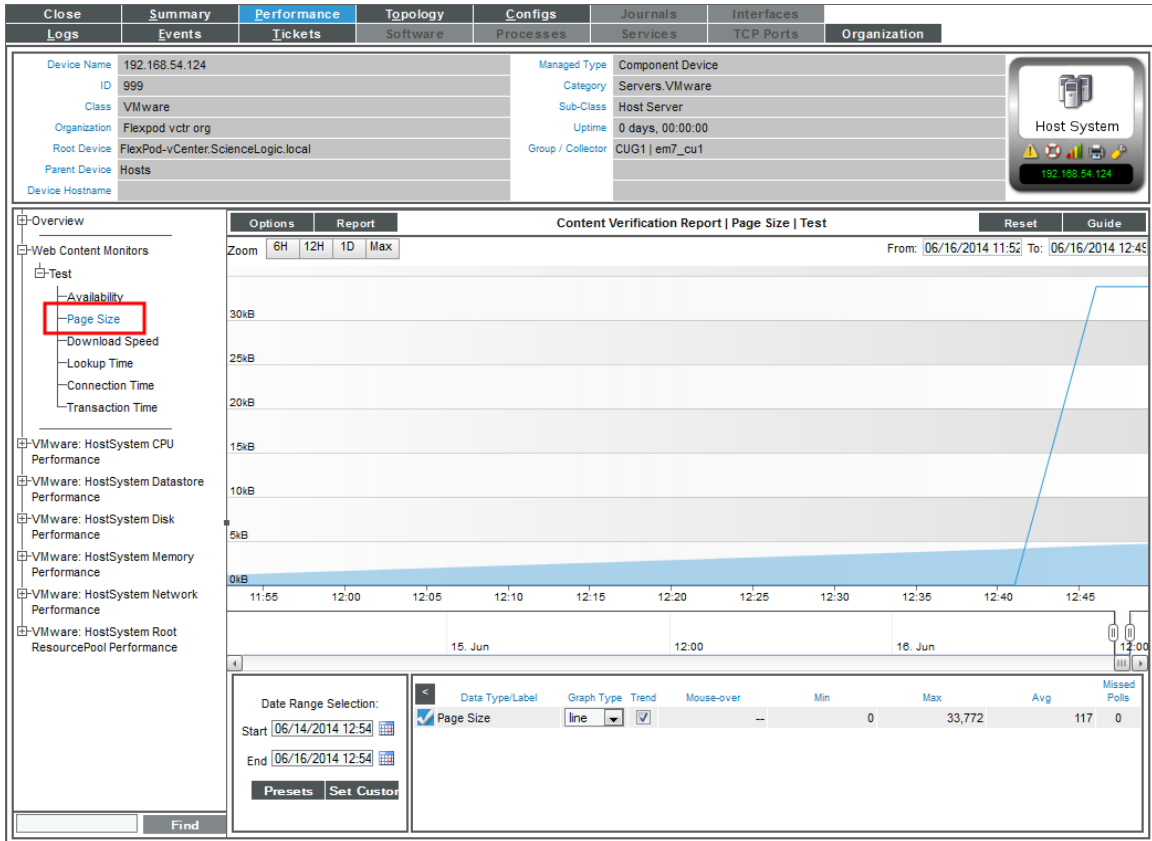 Close Summary Performance Topology Configs Journals Interfaces
Logs Events Tickets Software Processes Services TCP Ports Organization
Device Name 192.168.54.124 Managed Type Component Device
ID 999 Category Servers.VMware
Class VMware Sub-Class Host Server
Organization Flexpod vctr org Uptime 0 days, 00:00:00
Root Device FlexPod-vCenter.ScienceLogic.local Group / Collector CUG1 | em7_cu1
Parent Device Hosts
Device Hostname
Host System
192.168.54.124
Overview
Web Content Monitors
Test
Availability
Page Size
Download Speed
Lookup Time
Connection Time
Transaction Time
VMware: HostSystem CPU
Performance
VMware: HostSystem Datastore
Performance
VMware: HostSystem Disk
Performance
VMware: HostSystem Memory
Performance
VMware: HostSystem Network
Performance
VMware: HostSystem Root
ResourcePool Performance
Find
Options Report Content Verification Report | Page Size | Test Reset Guide
Zoom 6H 12H 1D Max From: 06/16/2014 11:52 To: 06/16/2014 12:49
30kB
25kB
20kB
15kB
10kB
5kB
0kB
11:55 12:00 12:05 12:10 12:15 12:20 12:25 12:30 12:35 12:40 12:45
15. Jun 12:00 16. Jun 12:00
Date Range Selection:
Start 06/14/2014 12:54
End 06/16/2014 12:54
Presets Set Custor
< Data Type/Label Graph Type Trend Mouse-over Min Max Avg Missed Polls
Page Size line -- 0 33,772 117 0